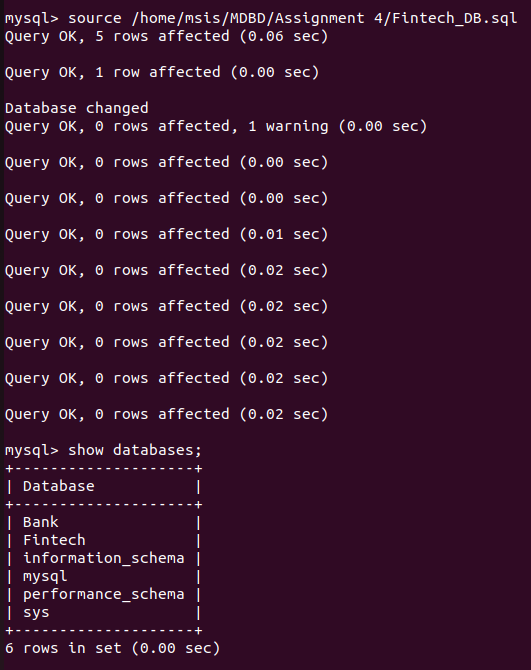 mysql> source /home/msis/MDBD/Assignment 4/Fintech_DB.sql
Query OK, 5 rows affected (0.06 sec)
Query OK, 1 row affected (0.00 sec)
Database changed
Query OK, 0 rows affected, 1 warning (0.00 sec)
Query OK, 0 rows affected (0.00 sec)
Query OK, 0 rows affected (0.00 sec)
Query OK, 0 rows affected (0.01 sec)
Query OK, 0 rows affected (0.02 sec)
Query OK, 0 rows affected (0.02 sec)
Query OK, 0 rows affected (0.02 sec)
Query OK, 0 rows affected (0.02 sec)
Query OK, 0 rows affected (0.02 sec)
mysql> show databases;
+--------------------+
| Database           |
+--------------------+
| Bank               |
| Fintech            |
| information_schema |
| mysql              |
| performance_schema |
| sys                |
+--------------------+
6 rows in set (0.00 sec)